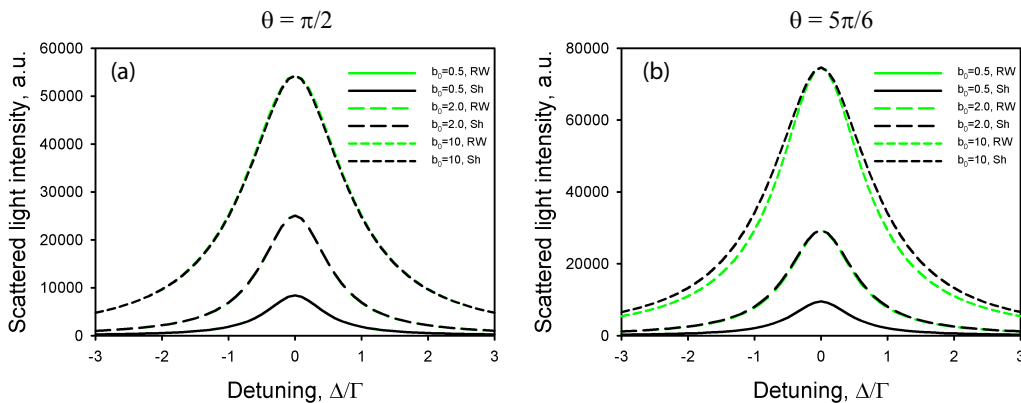 θ = π/2
(a)
Scattered light intensity, a.u.
60000
50000
40000
30000
20000
10000
0
b₀=0.5, RW
b₀=0.5, Sh
b₀=2.0, RW
b₀=2.0, Sh
b₀=10, RW
b₀=10, Sh
-3 -2 -1 0 1 2 3
Detuning, Δ/Γ
θ = 5π/6
(b)
Scattered light intensity, a.u.
80000
60000
40000
20000
0
b₀=0.5, RW
b₀=0.5, Sh
b₀=2.0, RW
b₀=2.0, Sh
b₀=10, RW
b₀=10, Sh
-3 -2 -1 0 1 2 3
Detuning, Δ/Γ